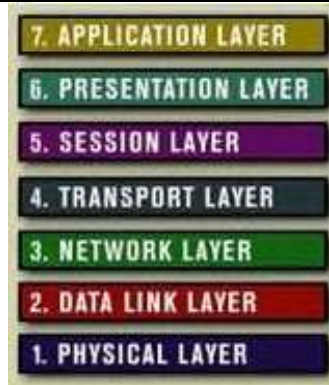 7. APPLICATION LAYER
6. PRESENTATION LAYER
5. SESSION LAYER
4. TRANSPORT LAYER
3. NETWORK LAYER
2. DATA LINK LAYER
1. PHYSICAL LAYER